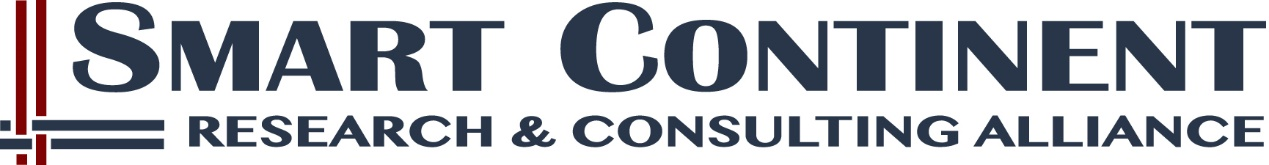 SMART CONTINENT
RESEARCH & CONSULTING ALLIANCE